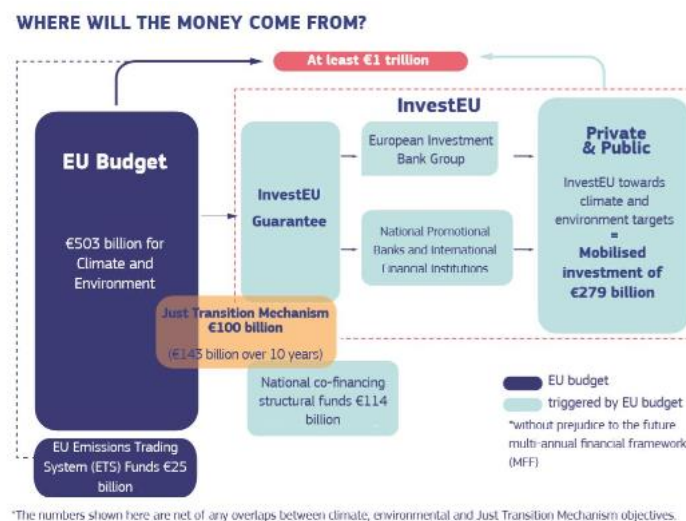 WHERE WILL THE MONEY COME FROM?
At least €1 trillion
InvestEU
EU Budget
€503 billion for
Climate and
Environment
InvestEU
Guarantee
European Investment
Bank Group
National Promotional
Banks and International
Financial Institutions
Private
& Public
InvestEU towards
climate and
environment targets
=
Mobilised
investment of
€279 billion
Just Transition Mechanism
€100 billion
(€143 billion over 10 years)
National co-financing
structural funds €114
billion
EU Emissions Trading
System (ETS) Funds €25
billion
EU budget
triggered by EU budget
*without prejudice to the future
multi-annual financial framework
(MFF)
*The numbers shown here are net of any overlaps between climate, environmental and Just Transition Mechanism objectives.